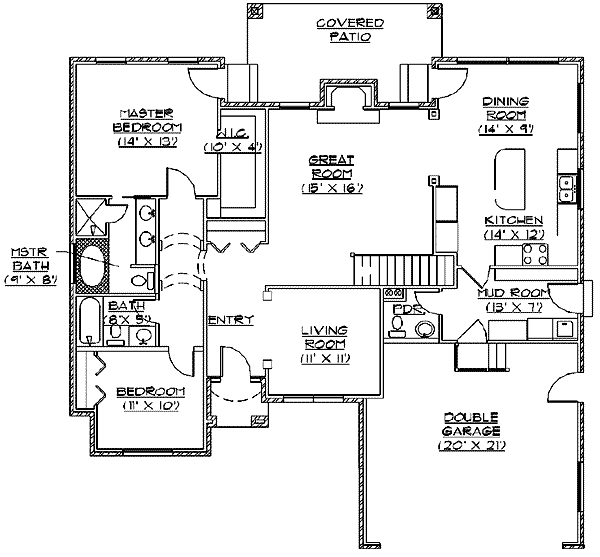 COVERED
PATIO
MASTER
BEDROOM
(14' X 13')
W.I.C.
(10' X 4')
GREAT
ROOM
(15' X 16')
DINING
ROOM
(14' X 9')
KITCHEN
(14' X 12')
MSTR
BATH
(9' X 8')
BATH
(8' X 5')
ENTRY
LIVING
ROOM
(11' X 11')
PDR.
MUD ROOM
(13' X 7')
BEDROOM
(11' X 10')
DOUBLE
GARAGE
(20' X 21')